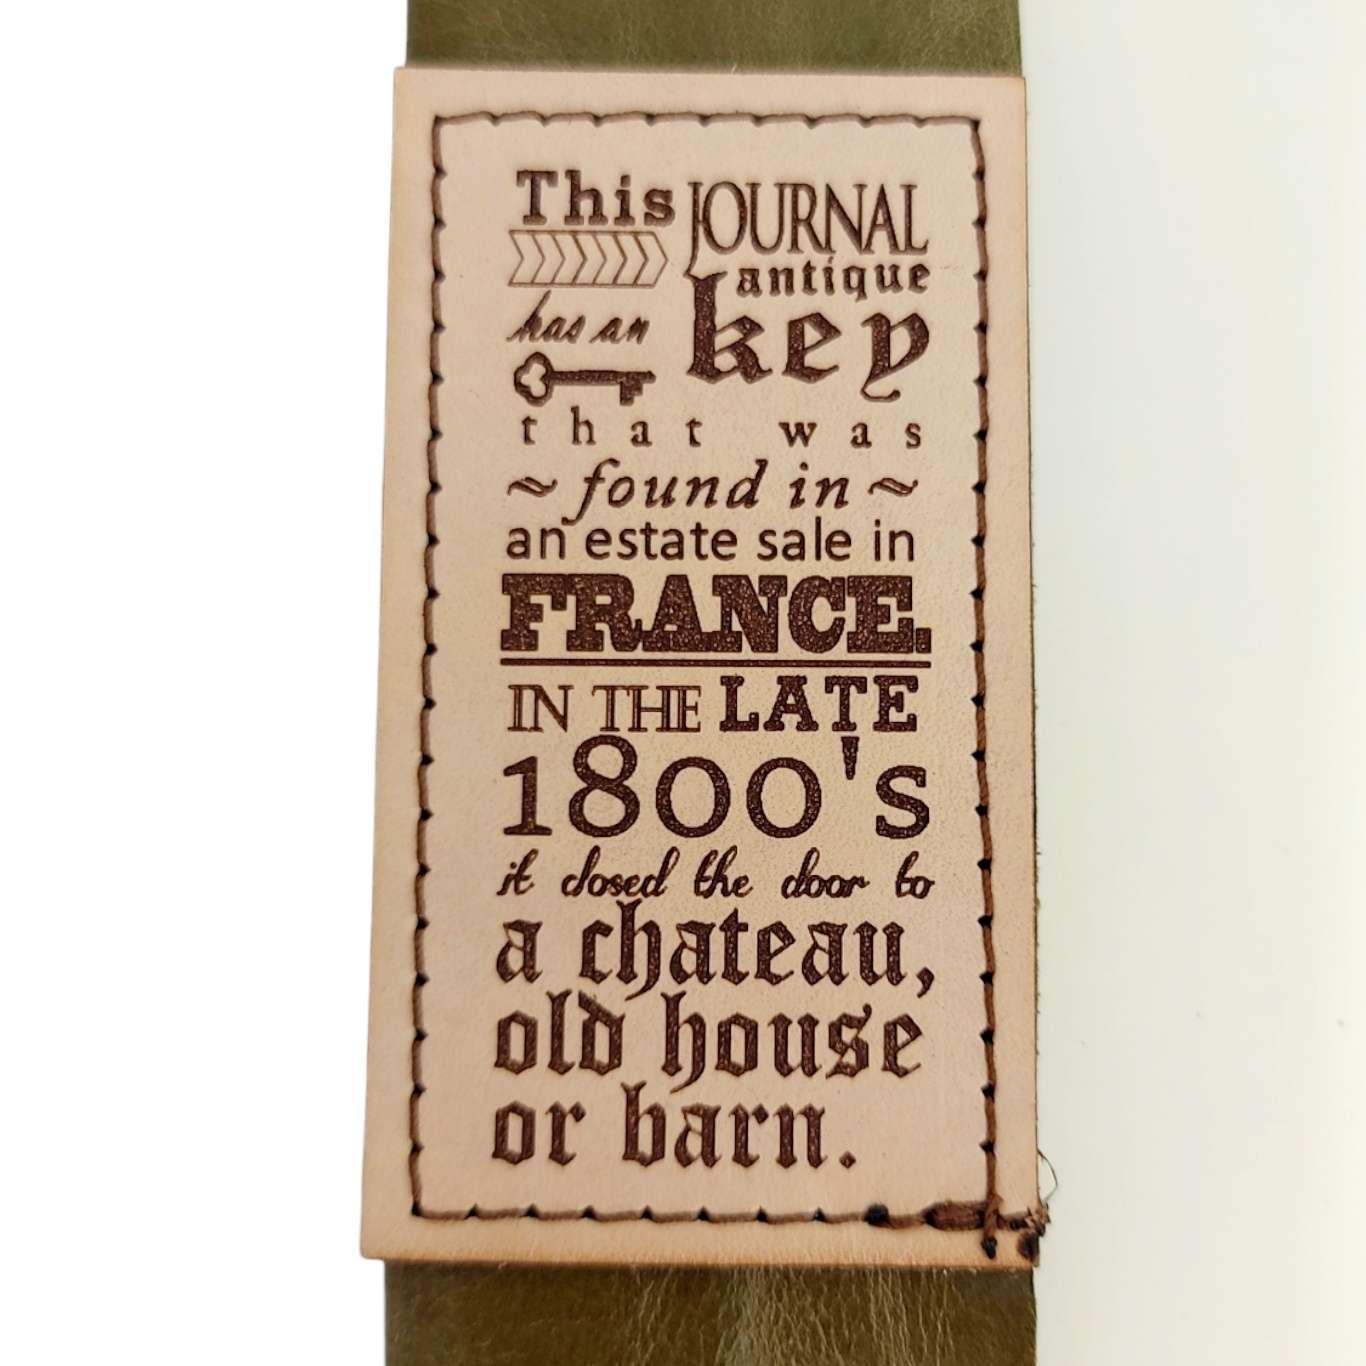 This JOURNAL
has an antique key
that was
~ found in ~
an estate sale in
FRANCE.
IN THE LATE
1800's
it closed the door to
a chateau,
old house
or barn.